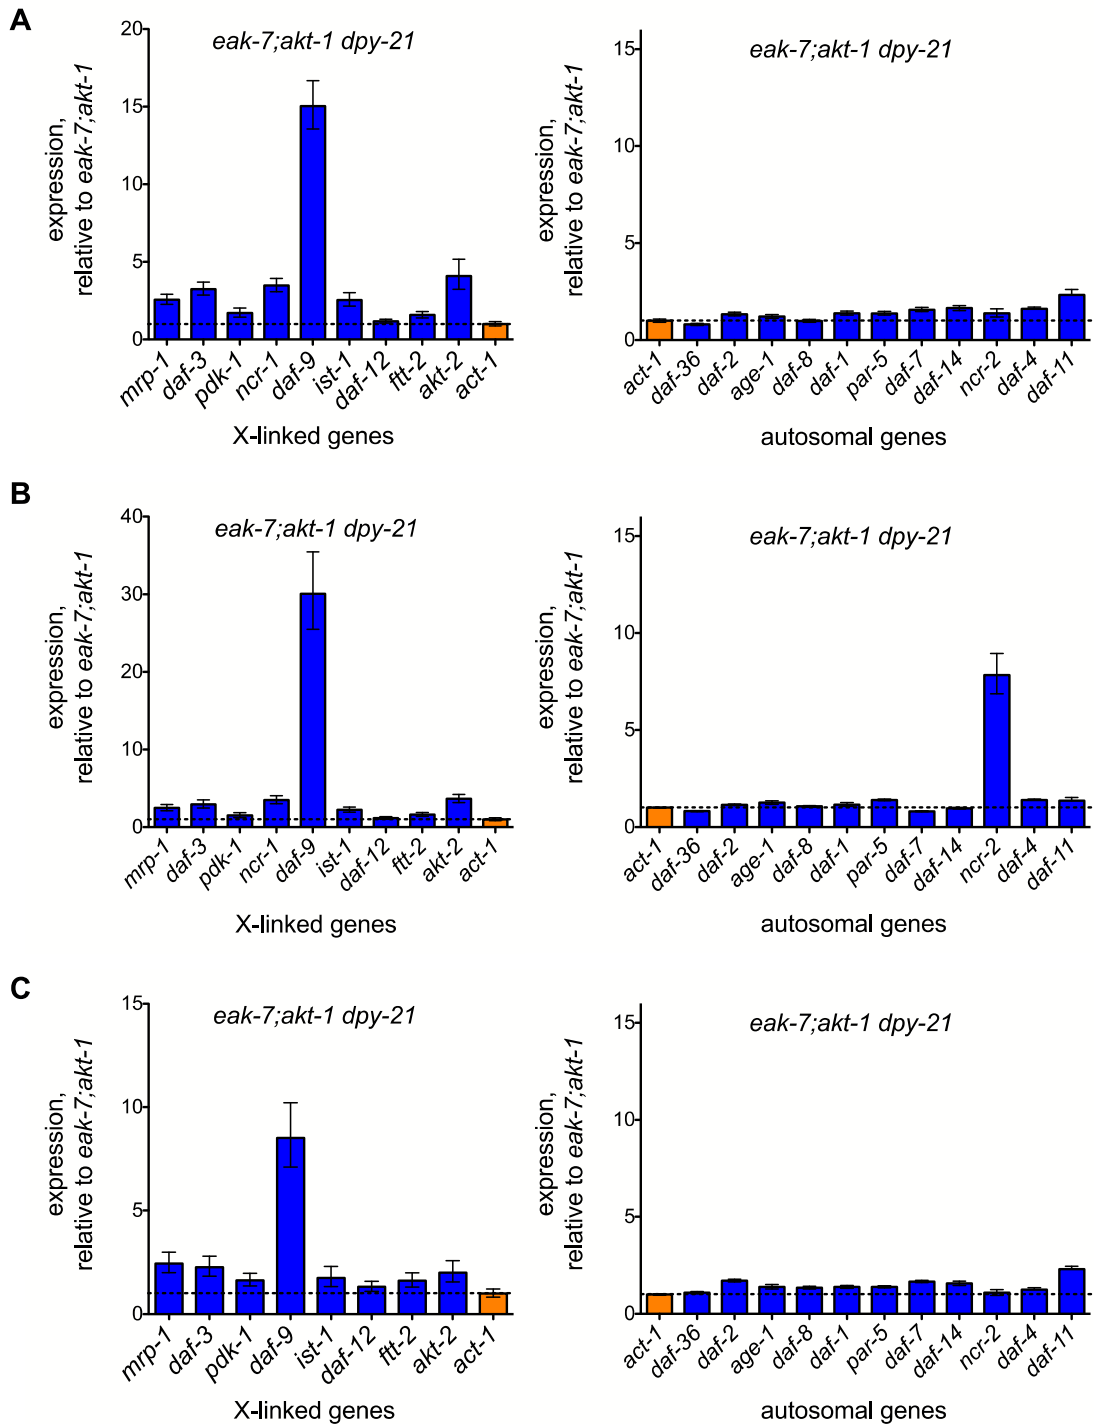 A
eak-7;akt-1 dpy-21
expression,
relative to eak-7;akt-1
20
15
10
5
0
mrp-1
daf-3
pdk-1
ncr-1
daf-9
ist-1
daf-12
ftt-2
akt-2
act-1
X-linked genes
eak-7;akt-1 dpy-21
expression,
relative to eak-7;akt-1
15
10
5
0
act-1
daf-36
daf-2
age-1
daf-8
daf-1
par-5
daf-7
daf-14
ncr-2
daf-4
daf-11
autosomal genes
B
eak-7;akt-1 dpy-21
expression,
relative to eak-7;akt-1
40
30
20
10
0
mrp-1
daf-3
pdk-1
ncr-1
daf-9
ist-1
daf-12
ftt-2
akt-2
act-1
X-linked genes
eak-7;akt-1 dpy-21
expression,
relative to eak-7;akt-1
15
10
5
0
act-1
daf-36
daf-2
age-1
daf-8
daf-1
par-5
daf-7
daf-14
ncr-2
daf-4
daf-11
autosomal genes
C
eak-7;akt-1 dpy-21
expression,
relative to eak-7;akt-1
15
10
5
0
mrp-1
daf-3
pdk-1
daf-9
ist-1
daf-12
ftt-2
akt-2
act-1
X-linked genes
eak-7;akt-1 dpy-21
expression,
relative to eak-7;akt-1
15
10
5
0
act-1
daf-36
daf-2
age-1
daf-8
daf-1
par-5
daf-7
daf-14
ncr-2
daf-4
daf-11
autosomal genes